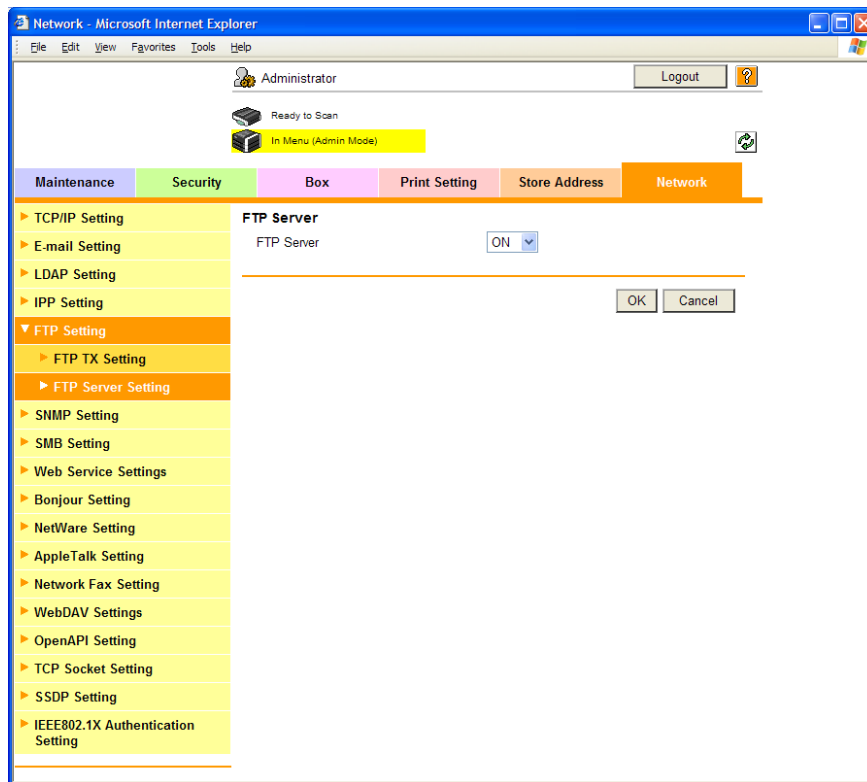 Network - Microsoft Internet Explorer
File Edit View Favorites Tools Help
Administrator Logout ?
Ready to Scan
In Menu (Admin Mode)
Maintenance Security Box Print Setting Store Address Network
TCP/IP Setting
E-mail Setting
LDAP Setting
IPP Setting
FTP Setting
FTP TX Setting
FTP Server Setting
SNMP Setting
SMB Setting
Web Service Settings
Bonjour Setting
NetWare Setting
AppleTalk Setting
Network Fax Setting
WebDAV Settings
OpenAPI Setting
TCP Socket Setting
SSDP Setting
IEEE802.1X Authentication
Setting
FTP Server
FTP Server ON
OK Cancel